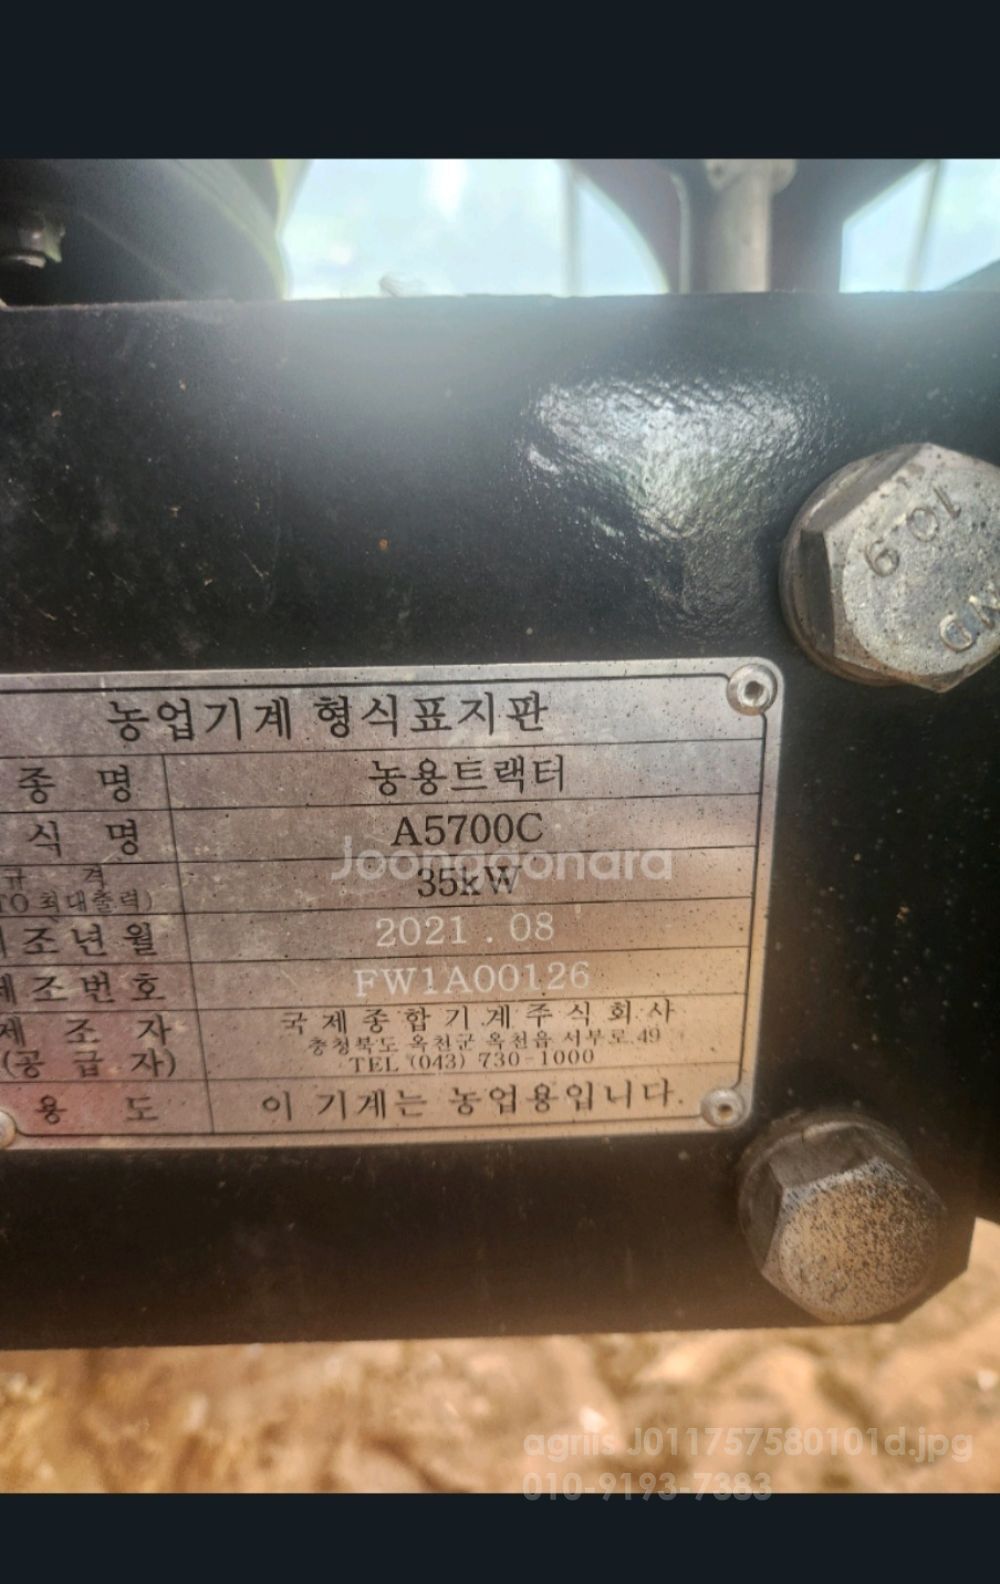 10.9
농업기계 형식표지판
종 명 농용트랙터
식 명 A5700C
Joonggonara
규 격 35kW
TO 최대출력)
조년월 2021.08
제조번호 FW1A00126
제 조 자 국제종합기계주식회사
충청북도 옥천군 옥천읍 서부로 49
(공 급 자) TEL (043) 730-1000
용 도 이 기계는 농업용입니다.
agriis J011757580101d.jpg
010-9193-7383